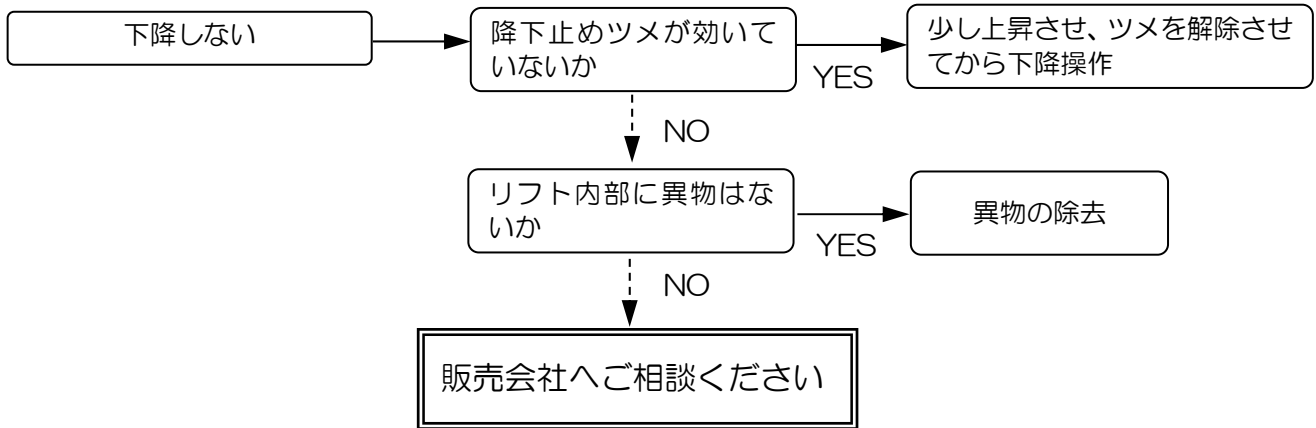 下降しない
降下止めツメが効いて
いないか
YES
少し上昇させ、ツメを解除させ
てから下降操作
NO
リフト内部に異物はな
いか
YES
異物の除去
NO
販売会社へご相談ください